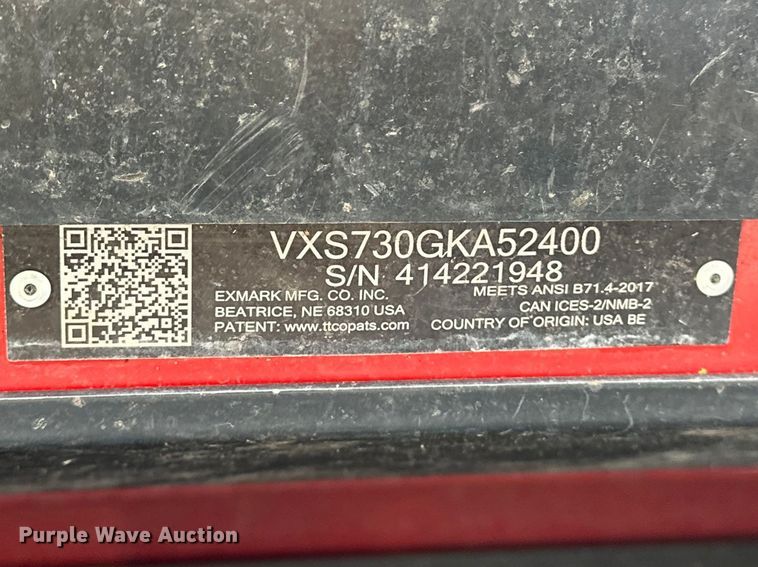 VXS730GKA52400
S/N 414221948
EXMARK MFG. CO. INC. MEETS ANSI B71.4-2017
BEATRICE, NE 68310 USA CAN ICES-2/NMB-2
PATENT: www.ttcopats.com COUNTRY OF ORIGIN: USA BE
Purple Wave Auction